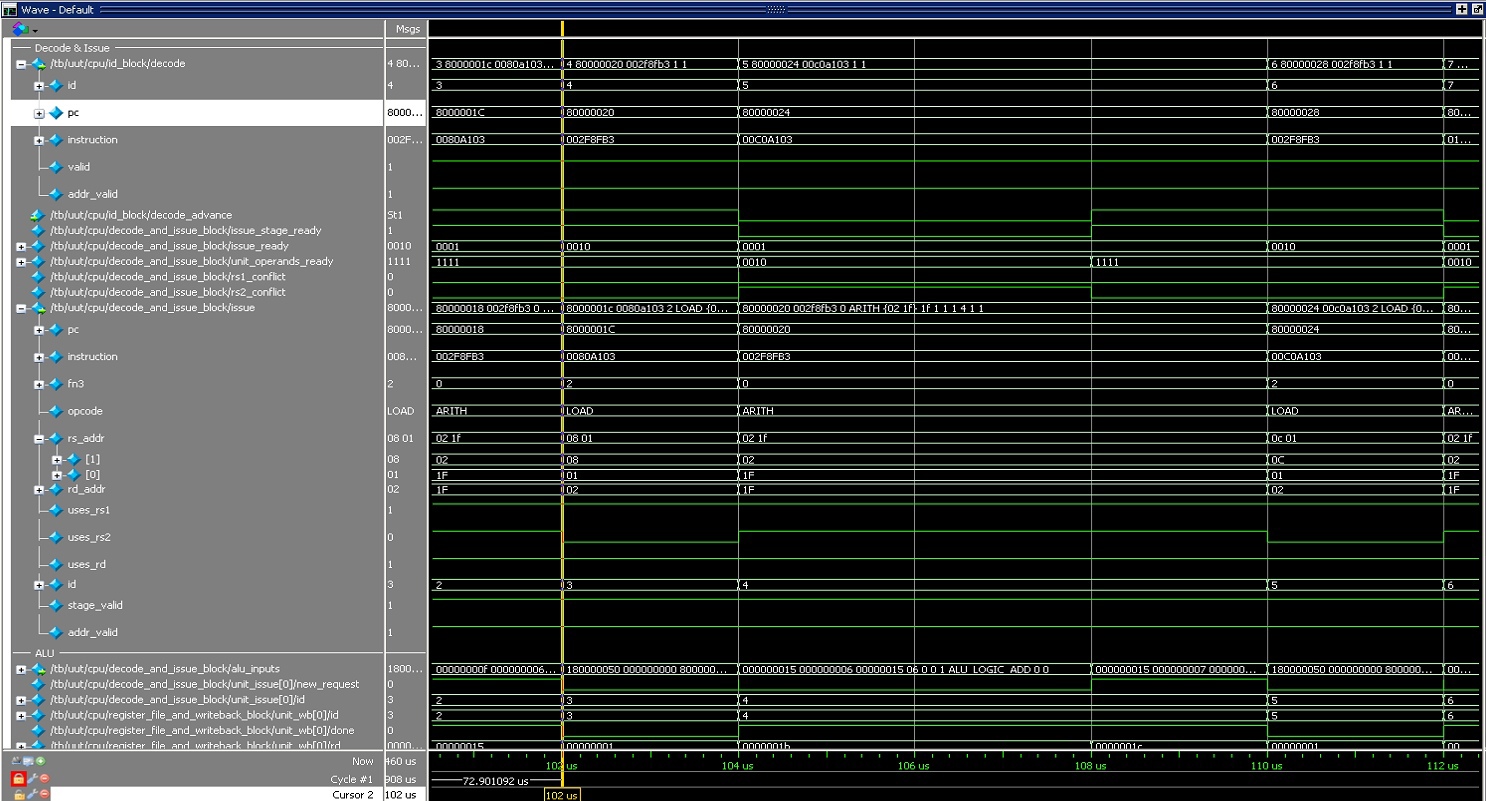 Wave - Default
Msgs
Decode & Issue
/tb/uut/cpu/id_block/decode 4 80... 3 8000001c 0080a103... 4 80000020 002f8fb3 1 1 5 80000024 00c0a103 1 1 6 80000028 002f8fb3 1 1 7 ...
id 4 3 4 5 6 7
pc 8000... 8000001C 80000020 80000024 80000028 80...
instruction 002F... 0080A103 002F8FB3 00C0A103 002F8FB3 01...
valid 1
addr_valid 1
/tb/uut/cpu/id_block/decode_advance St1
/tb/uut/cpu/decode_and_issue_block/issue_stage_ready 1
/tb/uut/cpu/decode_and_issue_block/issue_ready 0010 0001 0010 0001 0010 0001
/tb/uut/cpu/decode_and_issue_block/unit_operands_ready 1111 1111 0010 1111 0010
/tb/uut/cpu/decode_and_issue_block/rs1_conflict 0
/tb/uut/cpu/decode_and_issue_block/rs2_conflict 0
/tb/uut/cpu/decode_and_issue_block/issue 8000... 80000018 002f8fb3 0 ... 8000001c 0080a103 2 LOAD {0... 80000020 002f8fb3 0 ARITH {02 1f} 1f 1 1 1 4 1 1 80000024 00c0a103 2 LOAD {0... 80...
pc 8000... 80000018 8000001C 80000020 80000024 80...
instruction 008... 002F8FB3 0080A103 002F8FB3 00C0A103 00...
fn3 2 0 2 0 2 0
opcode LOAD ARITH LOAD ARITH LOAD AR...
rs_addr 08 01 02 1f 08 01 02 1f 0c 01 02 1f
[1] 08 02 08 02 0C 02
[0] 01 1F 01 1F 01 1F
rd_addr 02 1F 02 1F 02 1F
uses_rs1 1
uses_rs2 0
uses_rd 1
id 3 2 3 4 5 6
stage_valid 1
addr_valid 1
ALU
/tb/uut/cpu/decode_and_issue_block/alu_inputs 1800... 00000000f 000000006... 180000050 000000000 800000... 000000015 000000006 00000015 06 0 0 1 ALU_LOGIC_ADD 0 0 000000015 000000007 000000... 180000050 000000000 800000... 00...
/tb/uut/cpu/decode_and_issue_block/unit_issue[0]/new_request 0
/tb/uut/cpu/decode_and_issue_block/unit_issue[0]/id 3 2 3 4 5 6
/tb/uut/cpu/register_file_and_writeback_block/unit_wb[0]/id 3 2 3 4 5 6
/tb/uut/cpu/register_file_and_writeback_block/unit_wb[0]/done 0
/tb/uut/cpu/register_file_and_writeback_block/unit_wb[0]/rd 0000... 00000015 00000001 0000001b 0000001c 00000001 00...
Now 460 us 102 us 104 us 106 us 108 us 110 us 112 us
Cycle #1 908 us 72.901092 us
Cursor 2 102 us 102 us